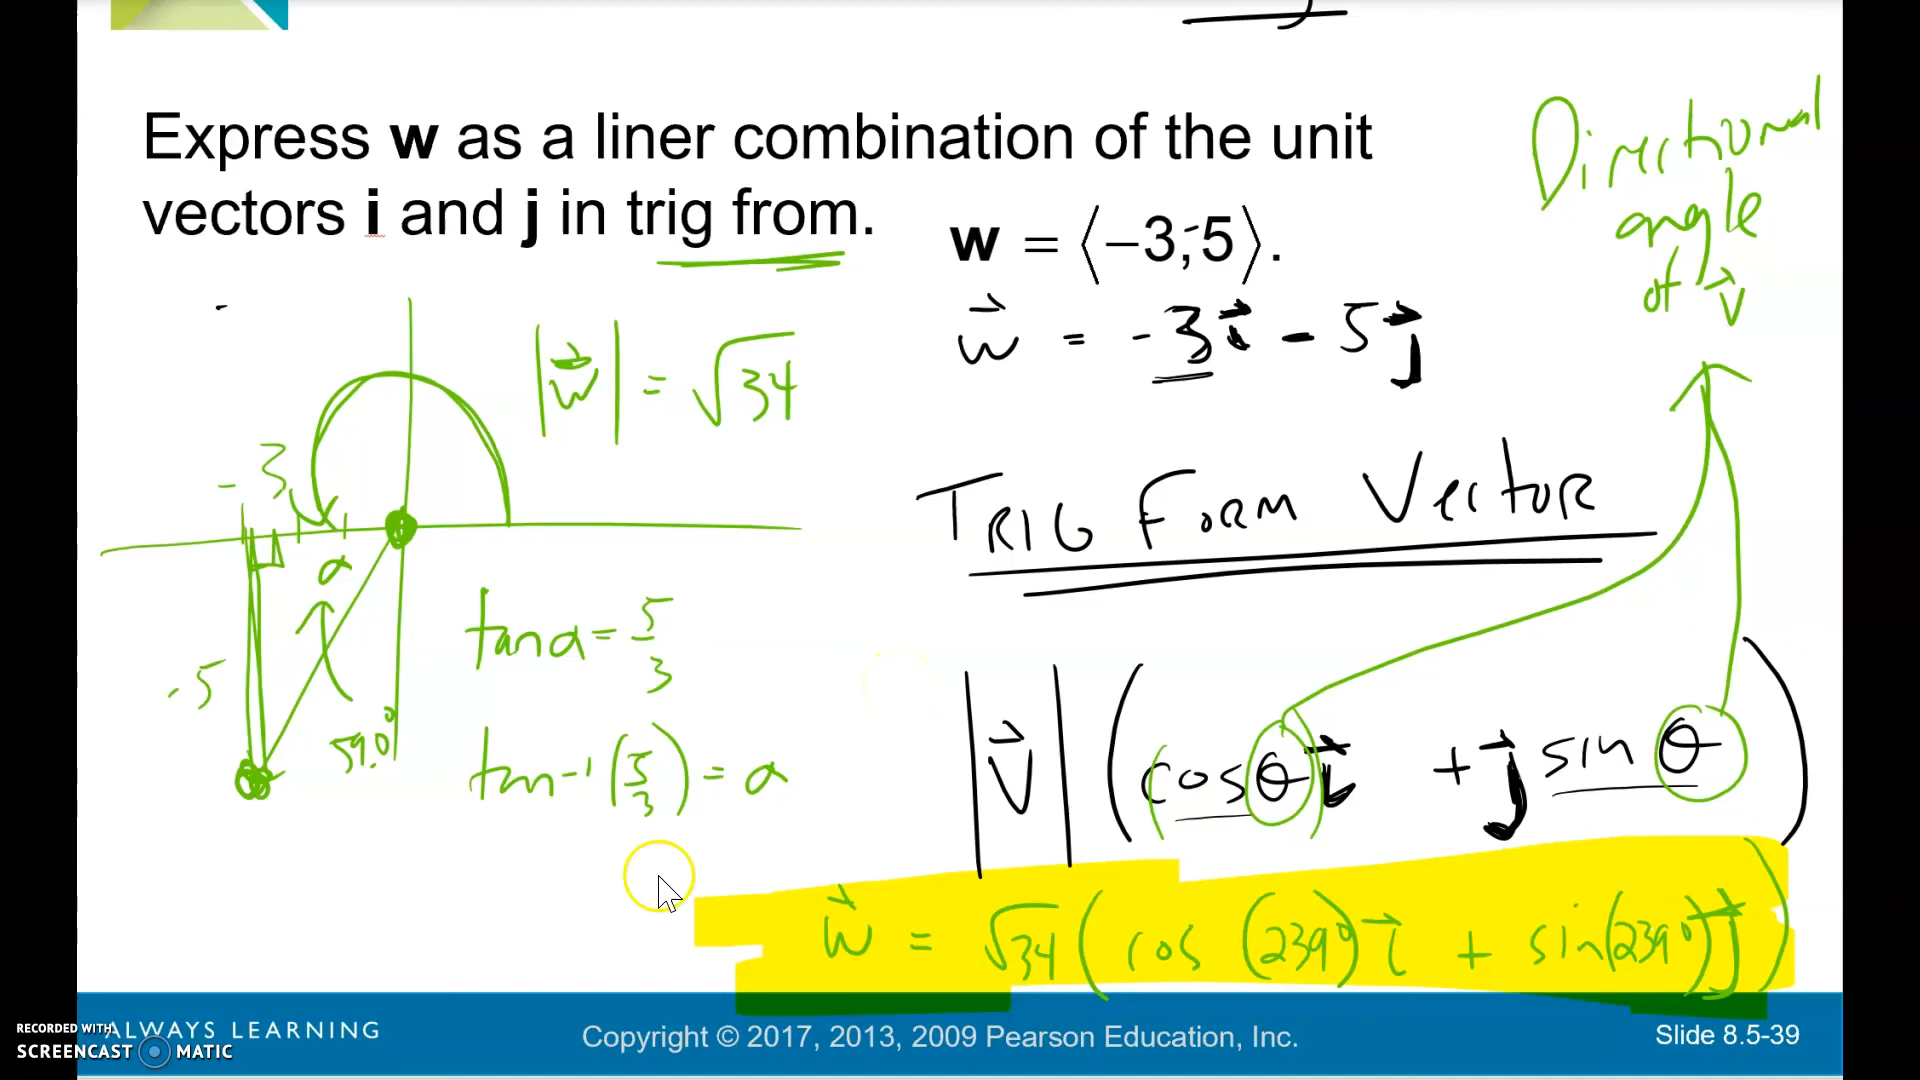 Express w as a liner combination of the unit
vectors i and j in trig from.
w = ⟨−3,-5⟩.
w⃗ = -3i⃗ - 5j⃗
Directional
angle
of v⃗
|w⃗| = √34
-3
α
-5
59.0°
tan α = 5/3
tan⁻¹(5/3) = α
TRIG FORM VECTOR
|V⃗| (cosθ i⃗ + j⃗ sin θ)
w⃗ = √34 (cos (239°) i⃗ + sin(239°) j⃗)
ALWAYS LEARNING
Copyright © 2017, 2013, 2009 Pearson Education, Inc.
Slide 8.5-39
RECORDED WITH
SCREENCAST MATIC